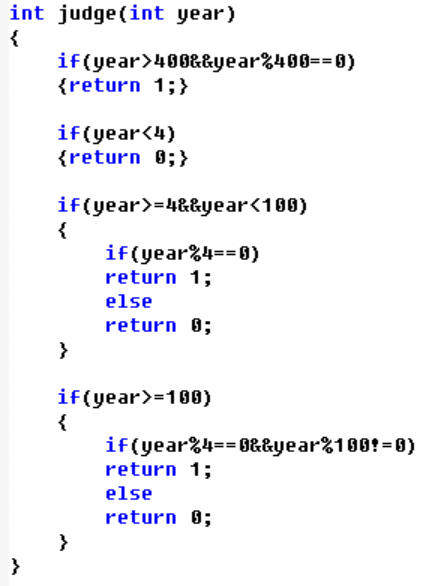 int judge(int year)
{
if(year>400&&year%400==0)
{return 1;}
if(year<4)
{return 0;}
if(year>=4&&year<100)
{
if(year%4==0)
return 1;
else
return 0;
}
if(year>=100)
{
if(year%4==0&&year%100!=0)
return 1;
else
return 0;
}
}